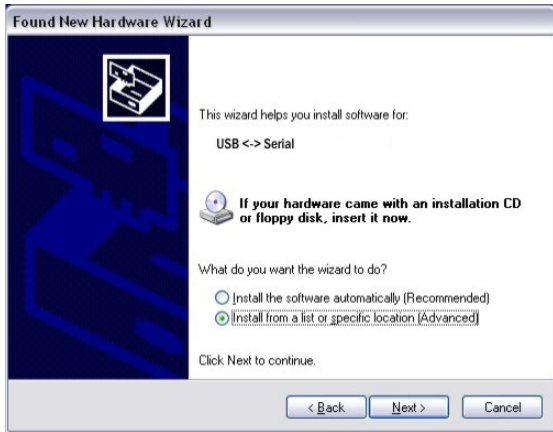 Found New Hardware Wizard
This wizard helps you install software for:
USB <-> Serial
If your hardware came with an installation CD
or floppy disk, insert it now.
What do you want the wizard to do?
Install the software automatically (Recommended)
Install from a list or specific location (Advanced)
Click Next to continue.
< Back Next > Cancel